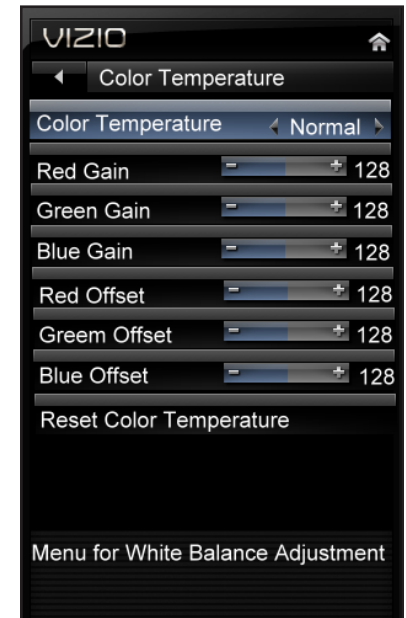 VIZIO
Color Temperature
Color Temperature Normal
Red Gain - + 128
Green Gain - + 128
Blue Gain - + 128
Red Offset - + 128
Greem Offset - + 128
Blue Offset - + 128
Reset Color Temperature
Menu for White Balance Adjustment